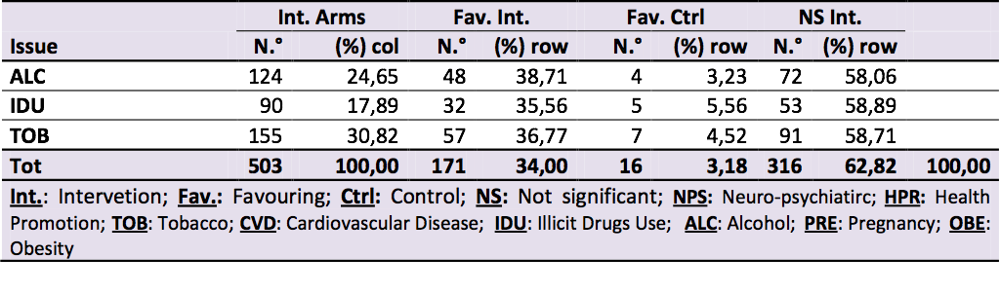 Int. Arms Fav. Int. Fav. Ctrl NS Int.
Issue N.° (%) col N.° (%) row N.° (%) row N.° (%) row
ALC 124 24,65 48 38,71 4 3,23 72 58,06
IDU 90 17,89 32 35,56 5 5,56 53 58,89
TOB 155 30,82 57 36,77 7 4,52 91 58,71
Tot 503 100,00 171 34,00 16 3,18 316 62,82 100,00
Int.: Intervetion; Fav.: Favouring; Ctrl: Control; NS: Not significant; NPS: Neuro-psychiatirc; HPR: Health
Promotion; TOB: Tobacco; CVD: Cardiovascular Disease; IDU: Illicit Drugs Use; ALC: Alcohol; PRE: Pregnancy; OBE:
Obesity